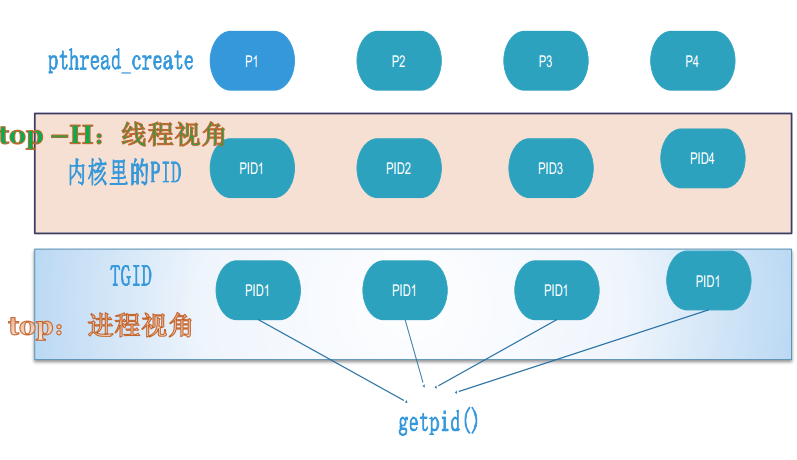 pthread_create P1 P2 P3 P4
top –H：线程视角
内核里的PID PID1 PID2 PID3 PID4
TGID PID1 PID1 PID1 PID1
top： 进程视角
getpid()